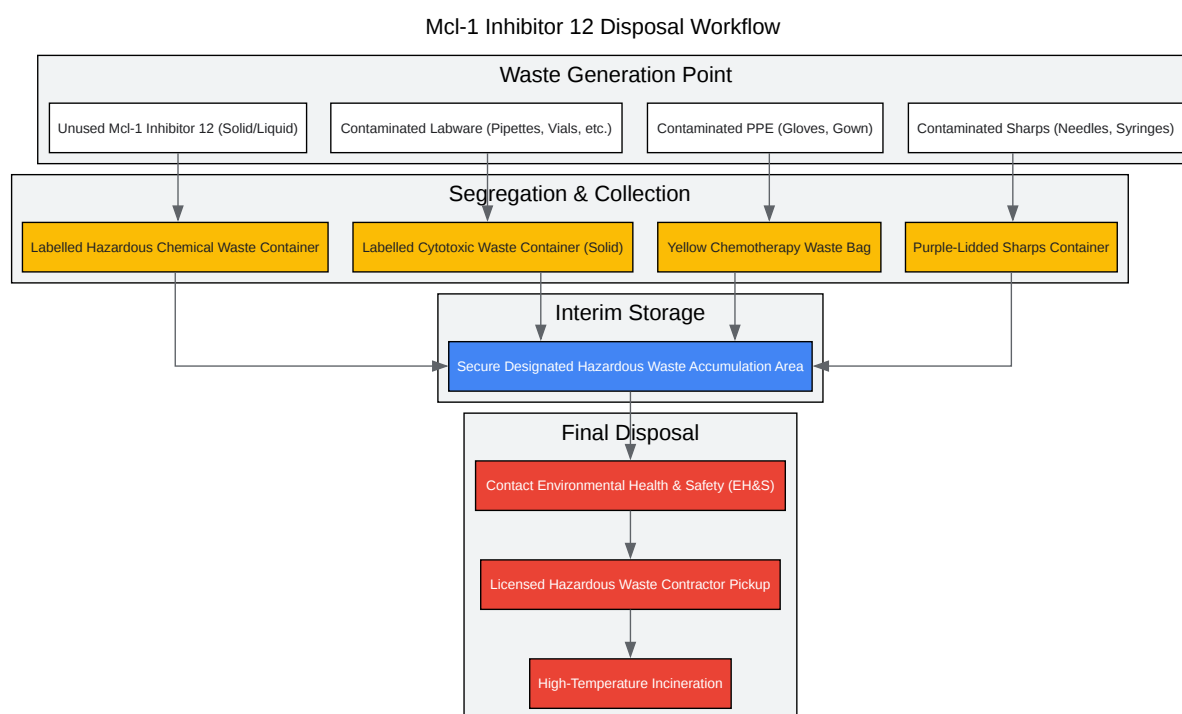 Mcl-1 Inhibitor 12 Disposal Workflow
Waste Generation Point
Unused Mcl-1 Inhibitor 12 (Solid/Liquid)
Contaminated Labware (Pipettes, Vials, etc.)
Contaminated PPE (Gloves, Gown)
Contaminated Sharps (Needles, Syringes)
Segregation & Collection
Labelled Hazardous Chemical Waste Container
Labelled Cytotoxic Waste Container (Solid)
Yellow Chemotherapy Waste Bag
Purple-Lidded Sharps Container
Interim Storage
Secure Designated Hazardous Waste Accumulation Area
Final Disposal
Contact Environmental Health & Safety (EH&S)
Licensed Hazardous Waste Contractor Pickup
High-Temperature Incineration